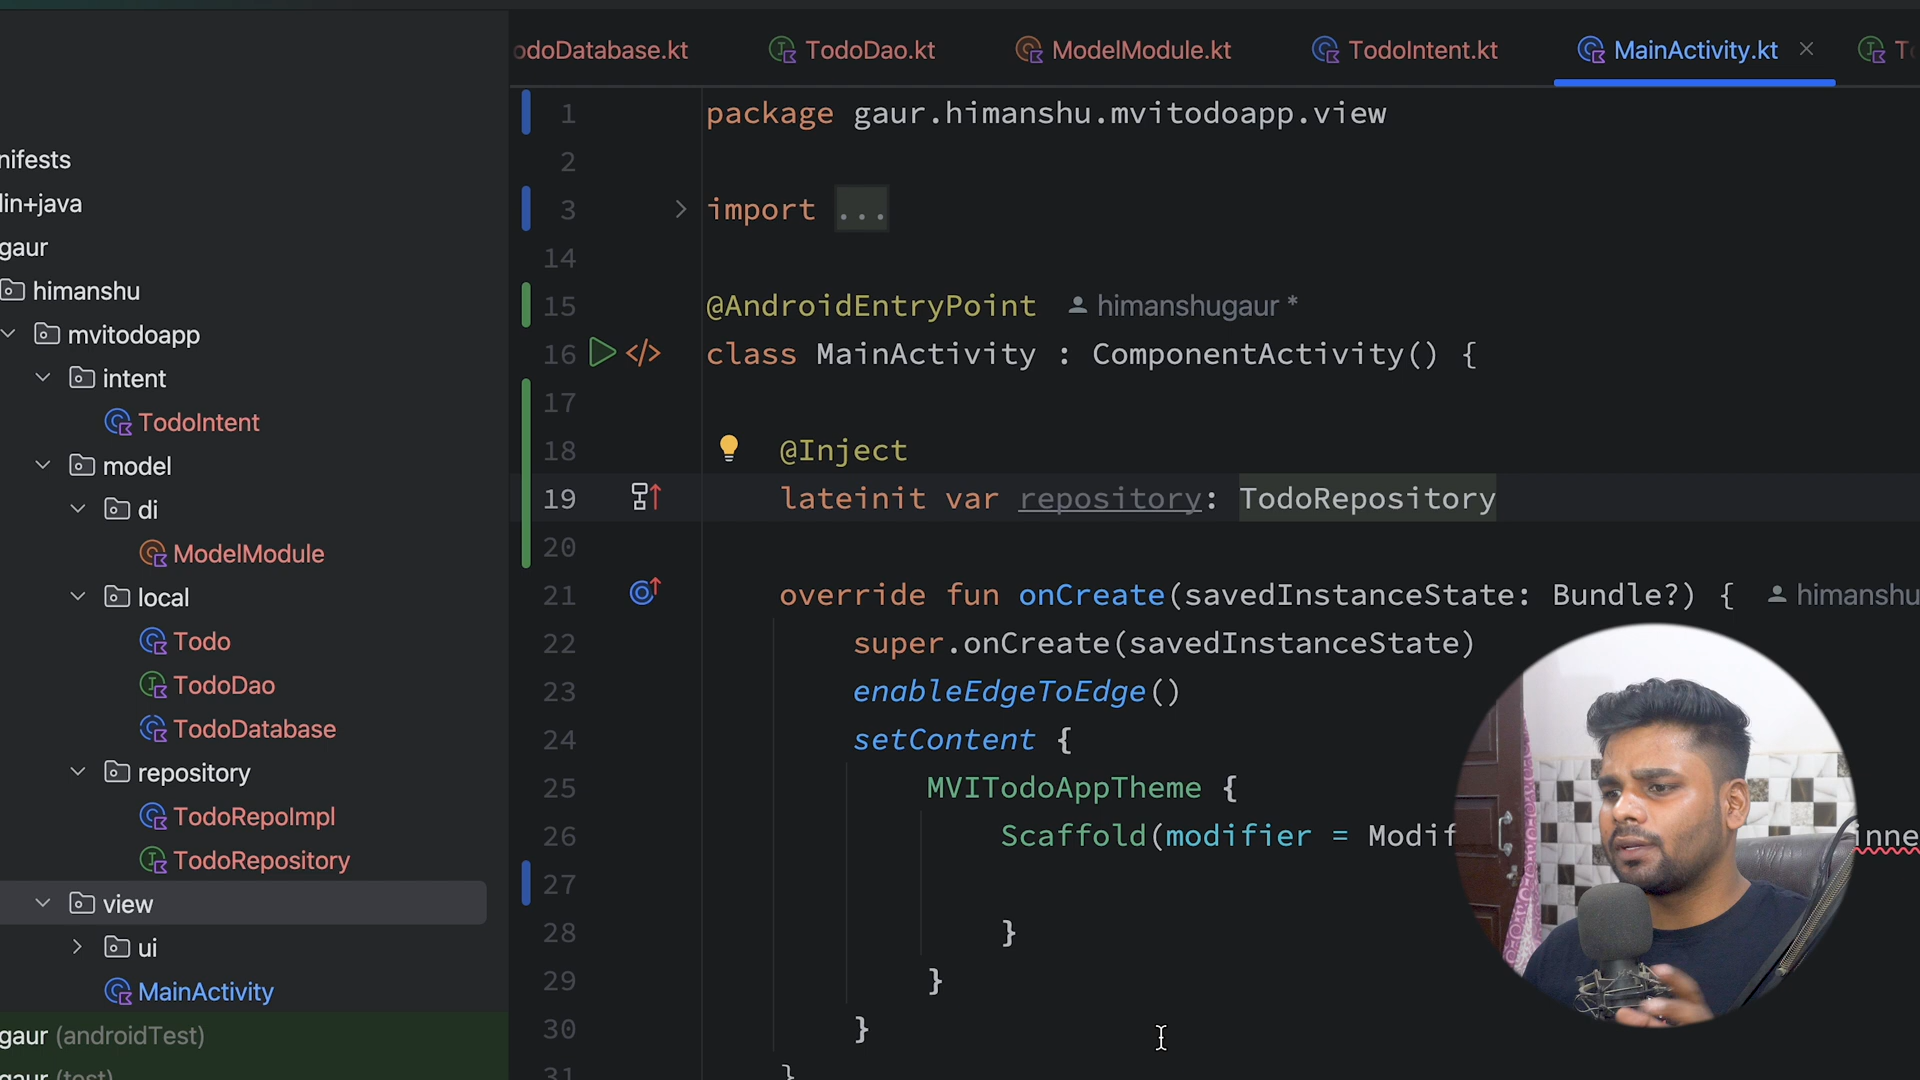 odoDatabase.kt
TodoDao.kt
ModelModule.kt
TodoIntent.kt
MainActivity.kt
nifests
lin+java
gaur
himanshu
mvitodoapp
intent
TodoIntent
model
di
ModelModule
local
Todo
TodoDao
TodoDatabase
repository
TodoRepoImpl
TodoRepository
view
ui
MainActivity
gaur (androidTest)
gaur (test)
1 package gaur.himanshu.mvitodoapp.view
2
3 import ...
14
15 @AndroidEntryPoint himanshugaur *
16 </> class MainActivity : ComponentActivity() {
17
18 @Inject
19 lateinit var repository: TodoRepository
20
21 override fun onCreate(savedInstanceState: Bundle?) { himanshu
22 super.onCreate(savedInstanceState)
23 enableEdgeToEdge()
24 setContent {
25 MVITodoAppTheme {
26 Scaffold(modifier = Modif inne
27
28 }
29 }
30 }
31 }